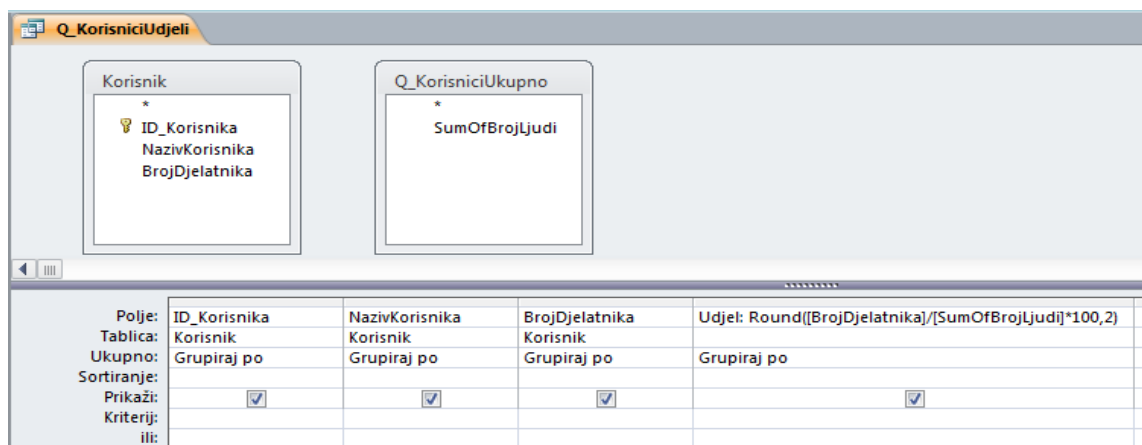 Q_KorisniciUdjeli
Korisnik
*
ID_Korisnika
NazivKorisnika
BrojDjelatnika
Q_KorisniciUkupno
*
SumOfBrojLjudi
Polje: ID_Korisnika NazivKorisnika BrojDjelatnika Udjel: Round([BrojDjelatnika]/[SumOfBrojLjudi]*100,2)
Tablica: Korisnik Korisnik Korisnik
Ukupno: Grupiraj po Grupiraj po Grupiraj po Grupiraj po
Sortiranje:
Prikaži:
Kriterij:
ili: